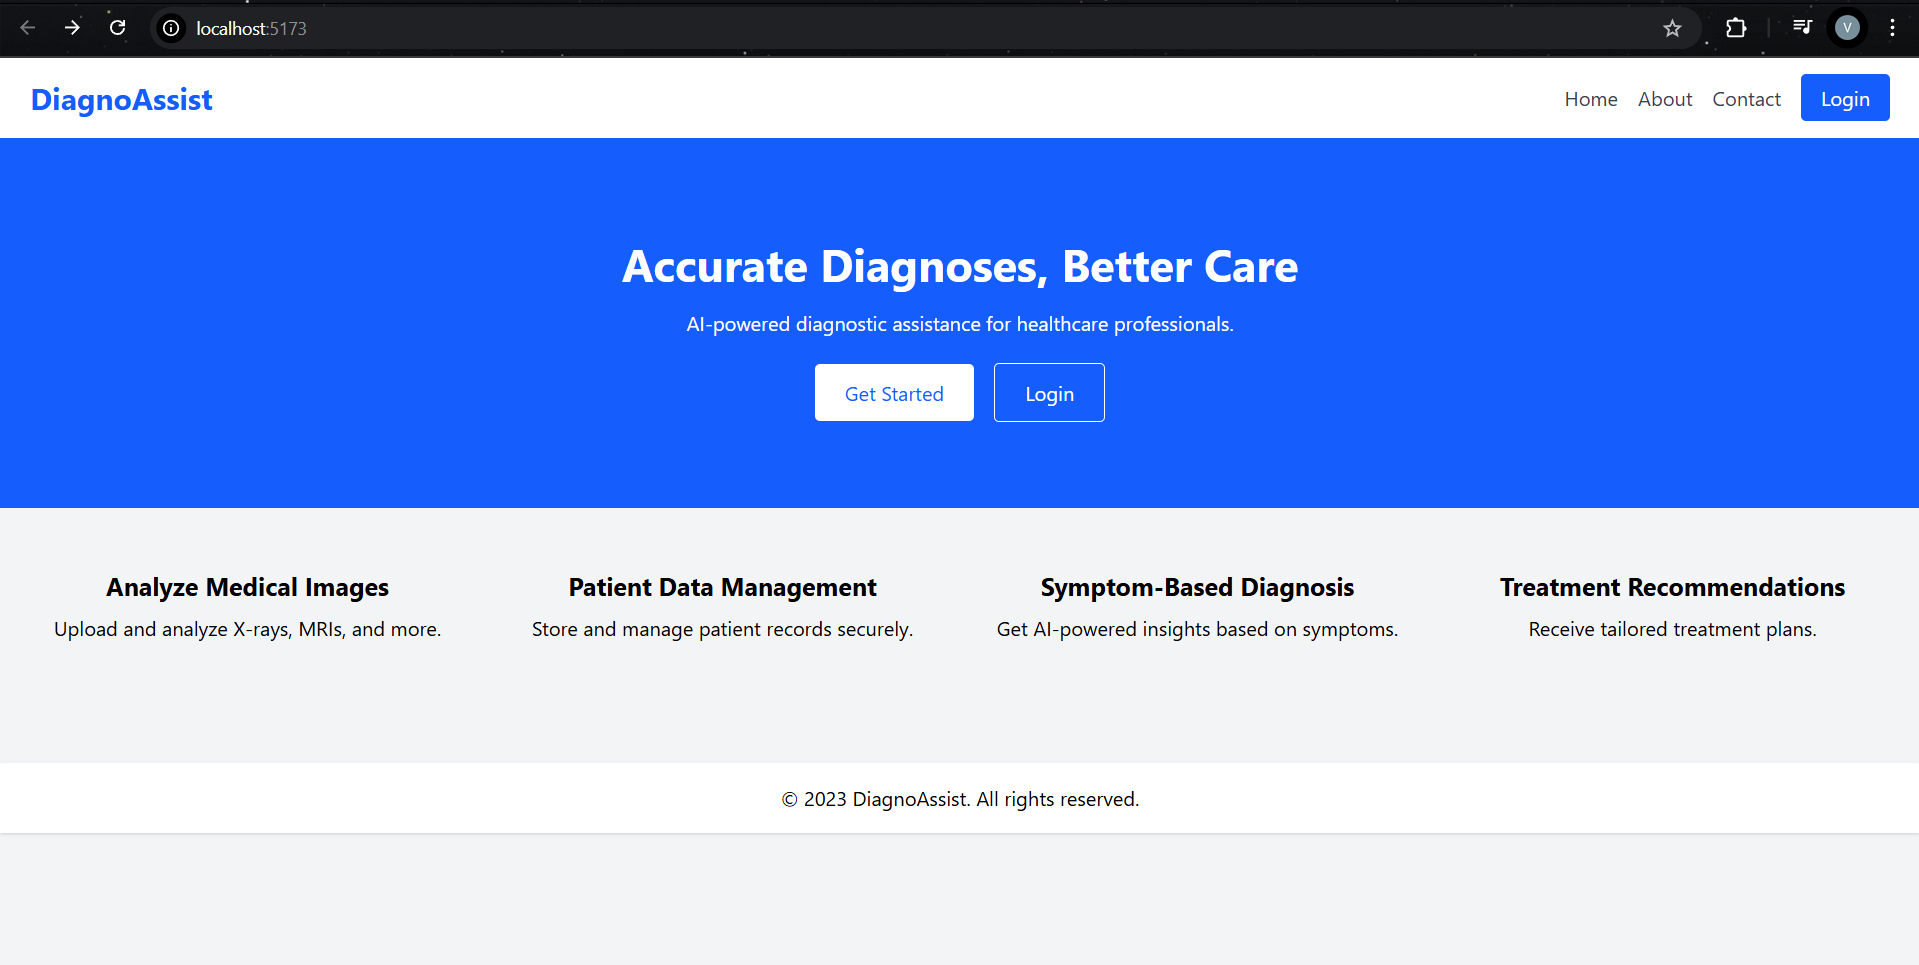 localhost:5173
V
DiagnoAssist
Home About Contact Login
Accurate Diagnoses, Better Care
AI-powered diagnostic assistance for healthcare professionals.
Get Started Login
Analyze Medical Images
Upload and analyze X-rays, MRIs, and more.
Patient Data Management
Store and manage patient records securely.
Symptom-Based Diagnosis
Get AI-powered insights based on symptoms.
Treatment Recommendations
Receive tailored treatment plans.
© 2023 DiagnoAssist. All rights reserved.